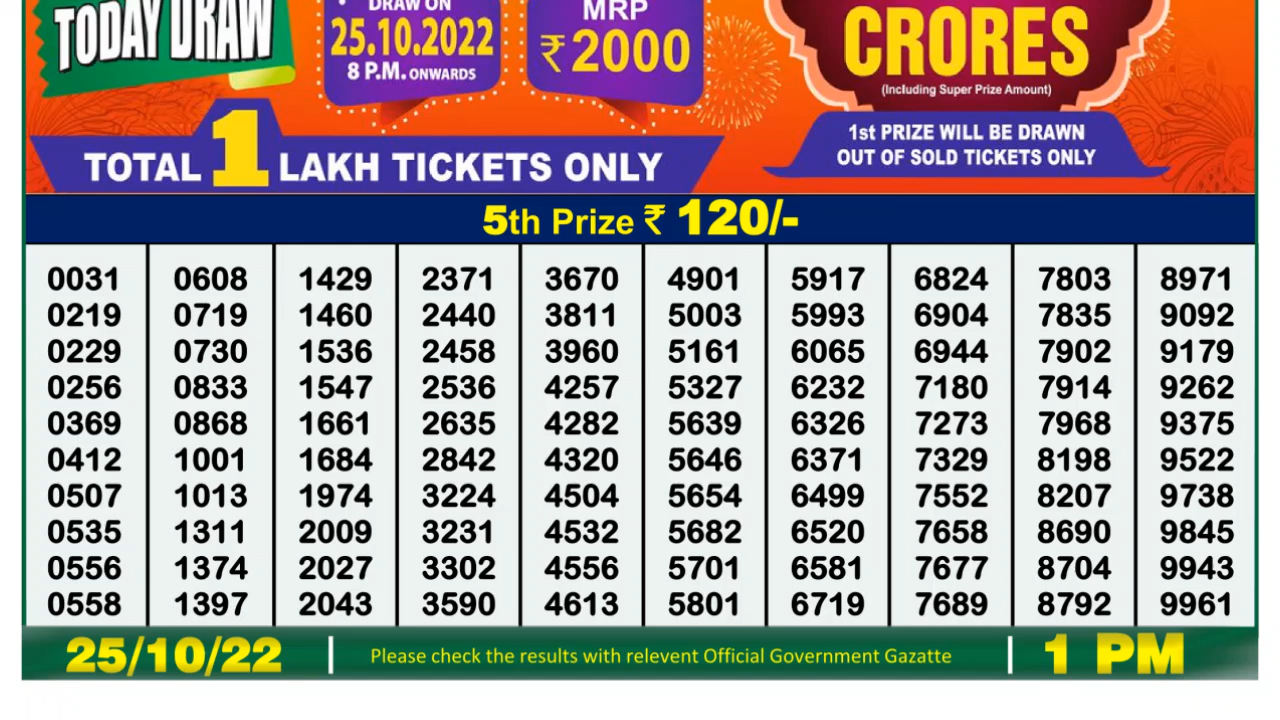 TODAY DRAW
• DRAW ON
25.10.2022
8 P.M. ONWARDS
MRP
₹2000
CRORES
(Including Super Prize Amount)
1st PRIZE WILL BE DRAWN
OUT OF SOLD TICKETS ONLY
TOTAL 1 LAKH TICKETS ONLY
5th Prize ₹ 120/-
0031 0608 1429 2371 3670 4901 5917 6824 7803 8971
0219 0719 1460 2440 3811 5003 5993 6904 7835 9092
0229 0730 1536 2458 3960 5161 6065 6944 7902 9179
0256 0833 1547 2536 4257 5327 6232 7180 7914 9262
0369 0868 1661 2635 4282 5639 6326 7273 7968 9375
0412 1001 1684 2842 4320 5646 6371 7329 8198 9522
0507 1013 1974 3224 4504 5654 6499 7552 8207 9738
0535 1311 2009 3231 4532 5682 6520 7658 8690 9845
0556 1374 2027 3302 4556 5701 6581 7677 8704 9943
0558 1397 2043 3590 4613 5801 6719 7689 8792 9961
25/10/22 | Please check the results with relevent Official Government Gazatte | 1 PM